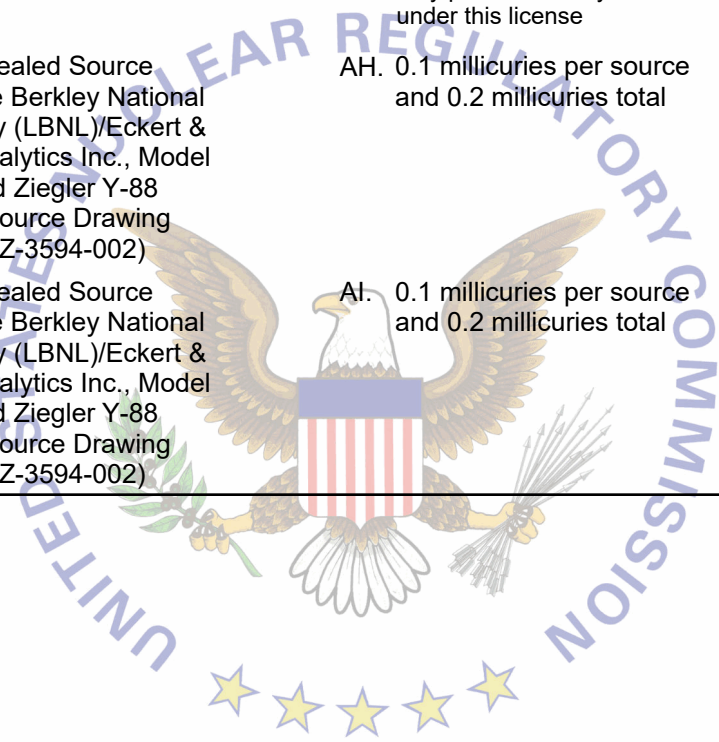 under this license
ealed Source
AH. 0.1 millicuries per source
e Berkley National
and 0.2 millicuries total
y (LBNL)/Eckert &
alytics Inc., Model
d Ziegler Y-88
ource Drawing
Z-3594-002)
ealed Source
AI. 0.1 millicuries per source
e Berkley National
and 0.2 millicuries total
y (LBNL)/Eckert &
alytics Inc., Model
d Ziegler Y-88
ource Drawing
Z-3594-002)
UNITED STATES NUCLEAR REGULATORY COMMISSION